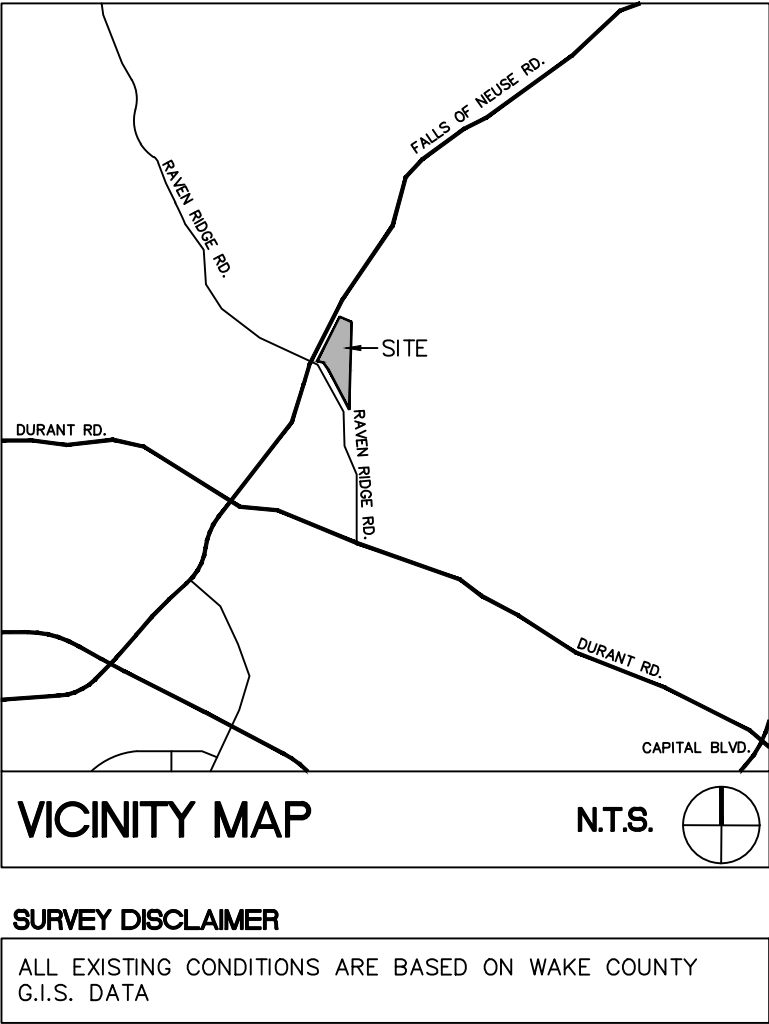 FALLS OF NEUSE RD.
RAVEN RIDGE RD.
SITE
DURANT RD.
RAVEN RIDGE RD.
DURANT RD.
CAPITAL BLVD.
VICINITY MAP
N.T.S.
SURVEY DISCLAIMER
ALL EXISTING CONDITIONS ARE BASED ON WAKE COUNTY
G.I.S. DATA